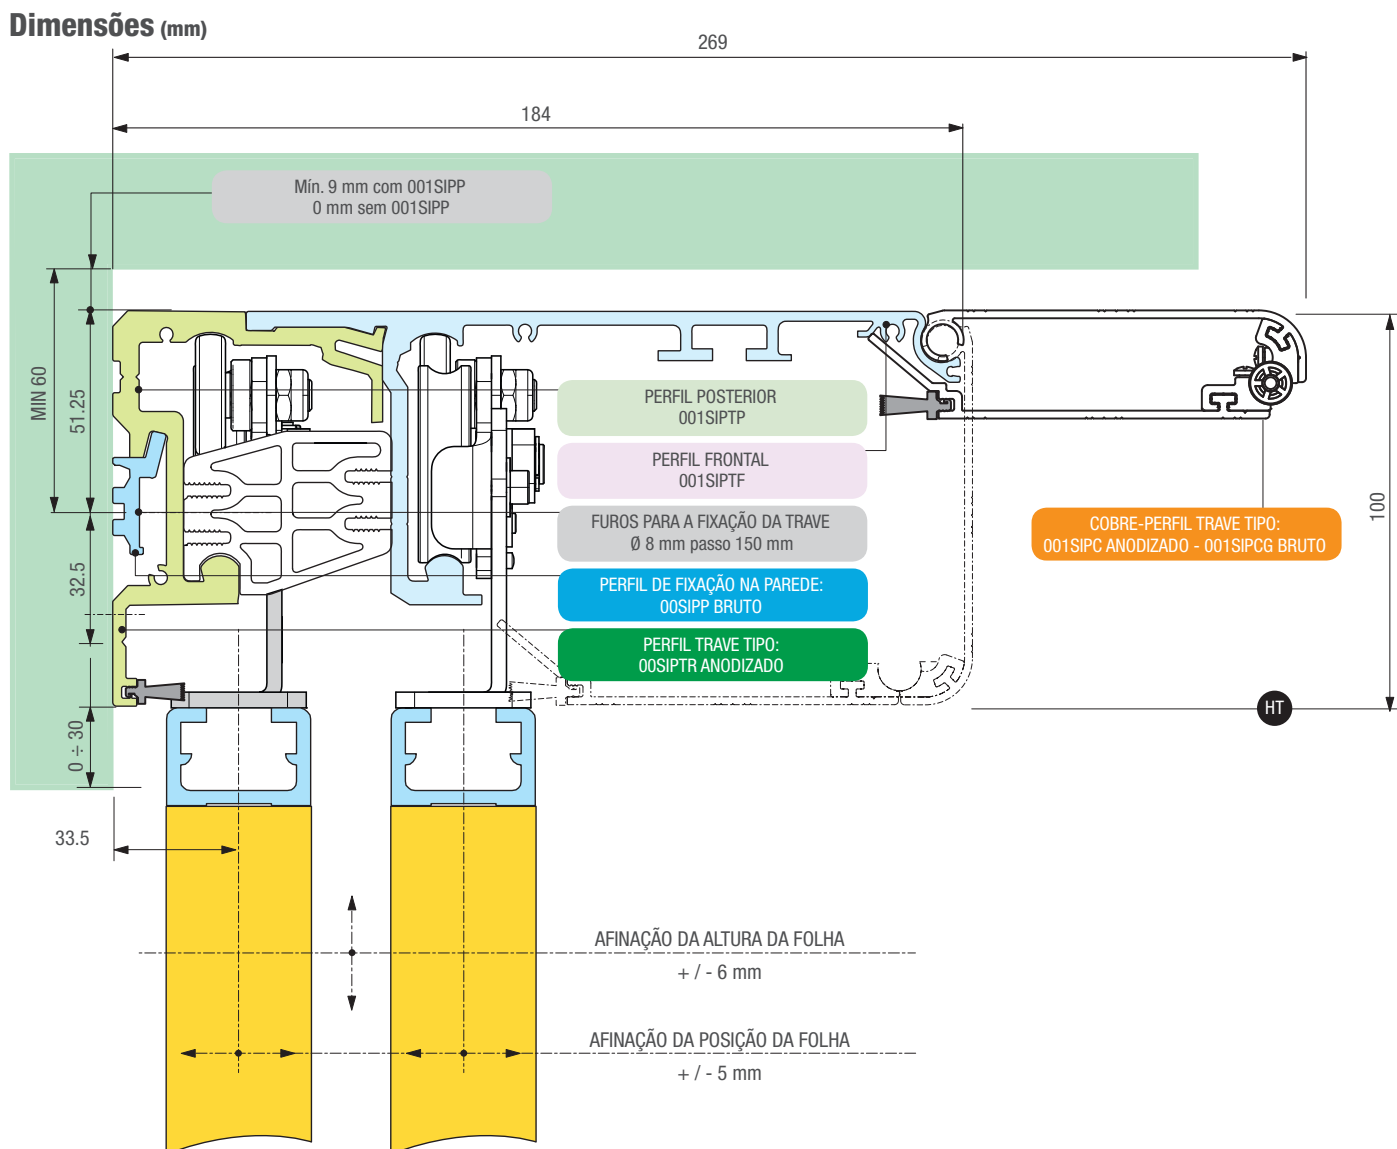 Dimensões (mm)
269
184
Mín. 9 mm com 001SIPP
0 mm sem 001SIPP
MIN 60
51.25
32.5
0 ÷ 30
33.5
PERFIL POSTERIOR
001SIPTP
PERFIL FRONTAL
001SIPTF
FUROS PARA A FIXAÇÃO DA TRAVE
Ø 8 mm passo 150 mm
PERFIL DE FIXAÇÃO NA PAREDE:
00SIPP BRUTO
PERFIL TRAVE TIPO:
00SIPTR ANODIZADO
COBRE-PERFIL TRAVE TIPO:
001SIPC ANODIZADO - 001SIPCG BRUTO
100
HT
AFINAÇÃO DA ALTURA DA FOLHA
+ / - 6 mm
AFINAÇÃO DA POSIÇÃO DA FOLHA
+ / - 5 mm